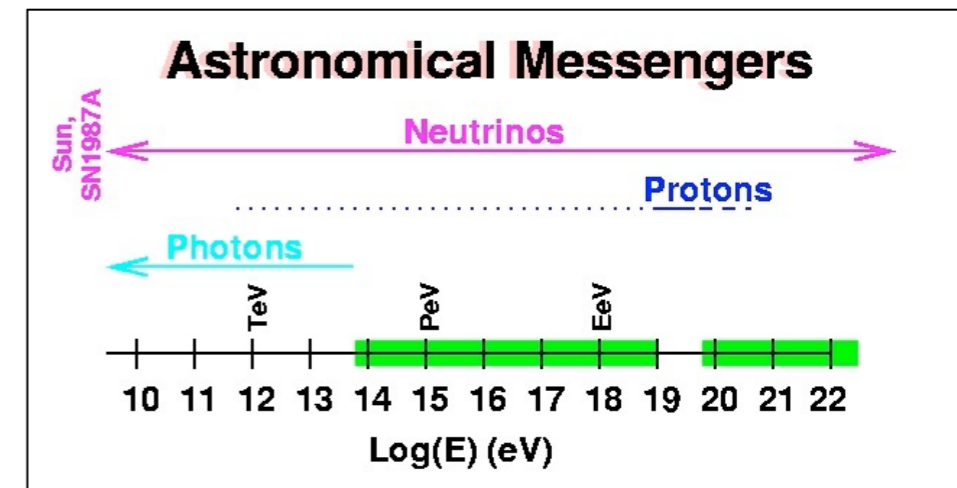 Astronomical Messengers
Sun,
SN1987A
Neutrinos
Protons
Photons
TeV
PeV
EeV
10 11 12 13 14 15 16 17 18 19 20 21 22
Log(E) (eV)